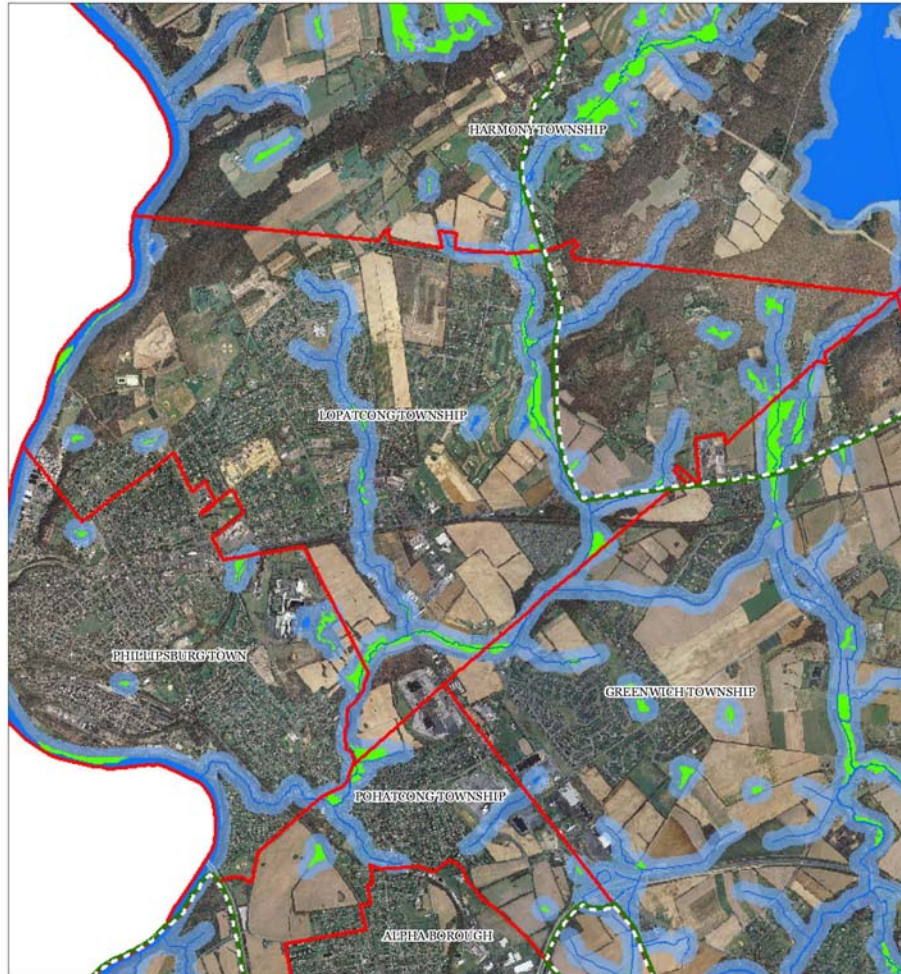 HARMONY TOWNSHIP
LOPATCONG TOWNSHIP
PHILLIPSBURG TOWN
GREENWICH TOWNSHIP
POHATCONG TOWNSHIP
ALPHA BOROUGH